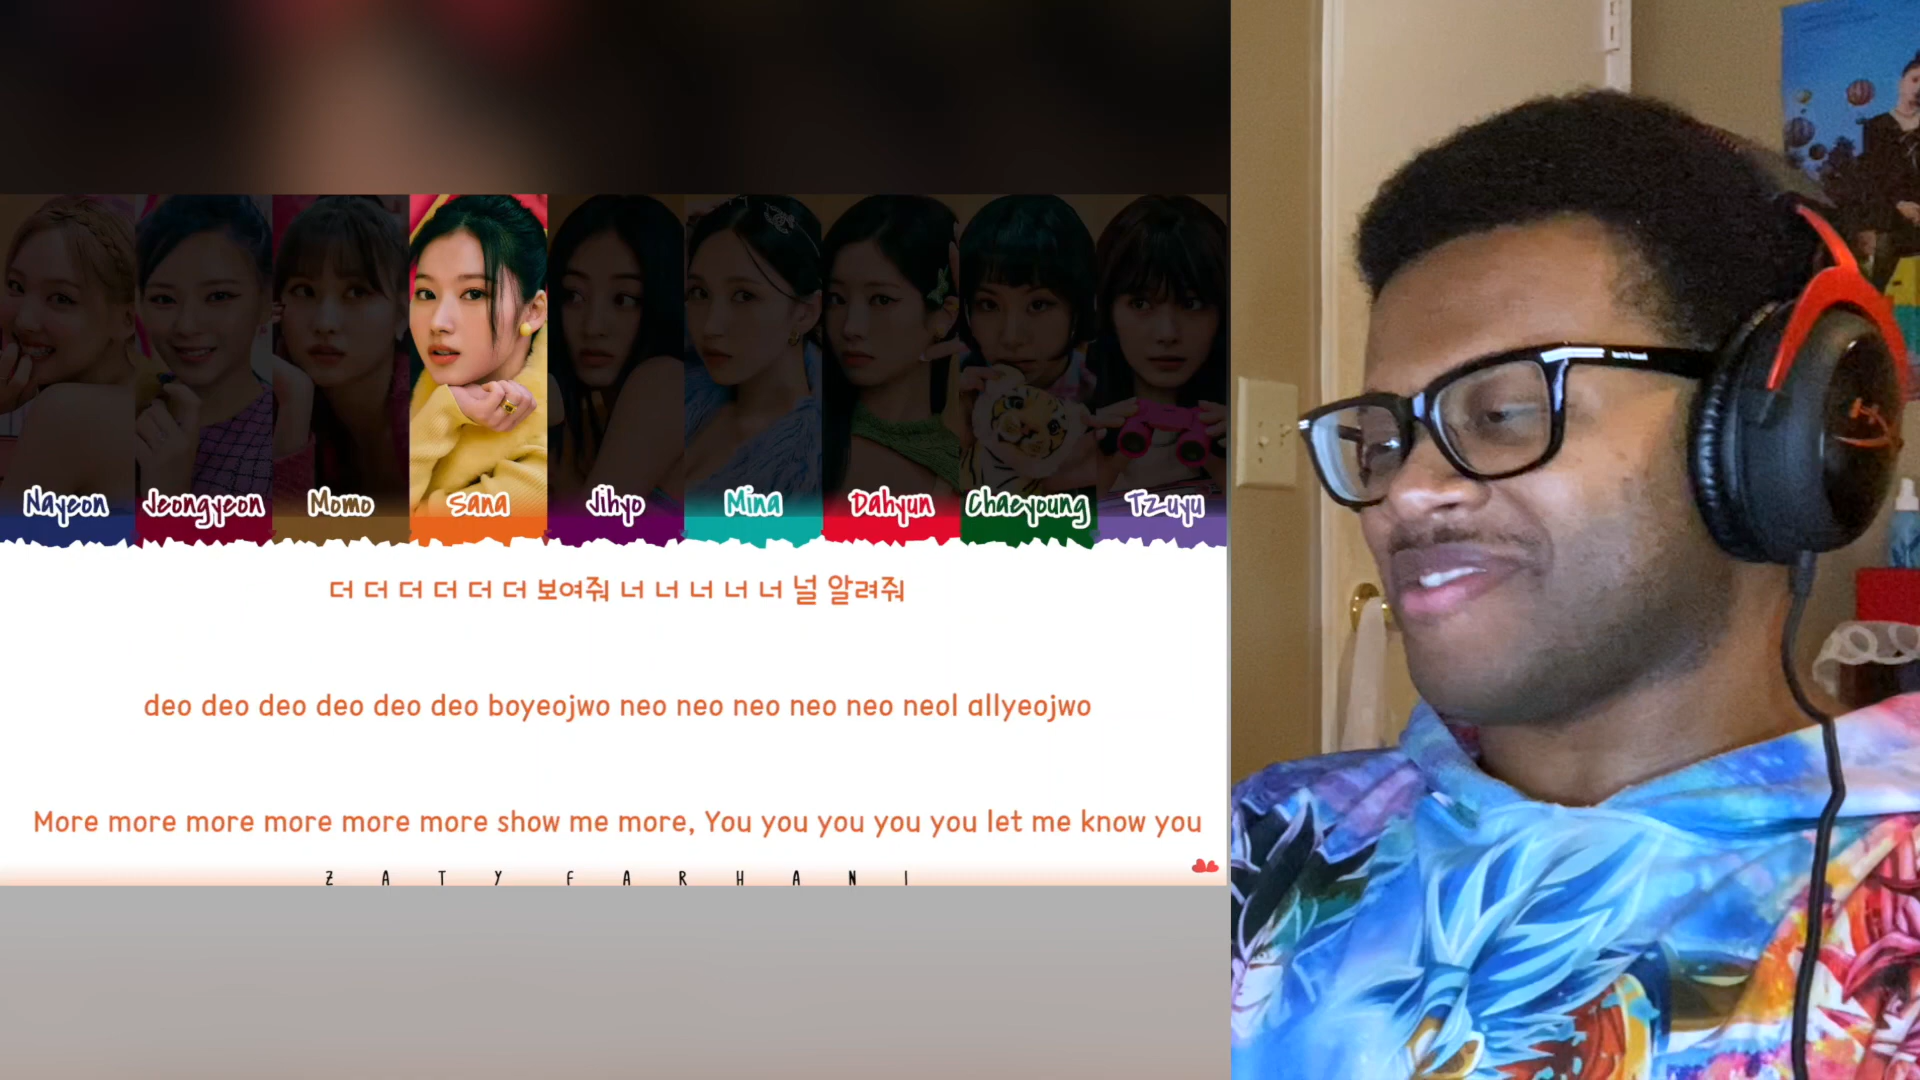 Nayeon Jeongyeon Momo Sana Jihyo Mina Dahyun Chaeyoung Tzuyu
더 더 더 더 더 더 보여줘 너 너 너 너 너 널 알려줘
deo deo deo deo deo deo boyeojwo neo neo neo neo neo neol allyeojwo
More more more more more more show me more, You you you you you let me know you
ZATY FARHANI